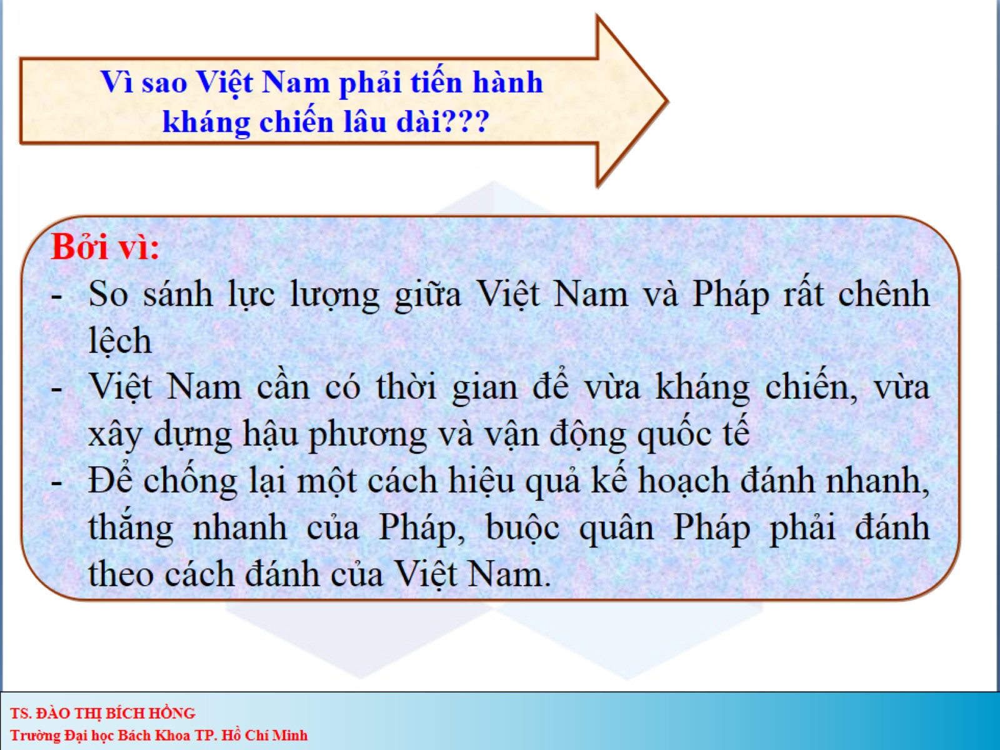 Vì sao Việt Nam phải tiến hành
kháng chiến lâu dài???
Bởi vì:
- So sánh lực lượng giữa Việt Nam và Pháp rất chênh
lệch
- Việt Nam cần có thời gian để vừa kháng chiến, vừa
xây dựng hậu phương và vận động quốc tế
- Để chống lại một cách hiệu quả kế hoạch đánh nhanh,
thắng nhanh của Pháp, buộc quân Pháp phải đánh
theo cách đánh của Việt Nam.
TS. ĐÀO THỊ BÍCH HỒNG
Trường Đại học Bách Khoa TP. Hồ Chí Minh